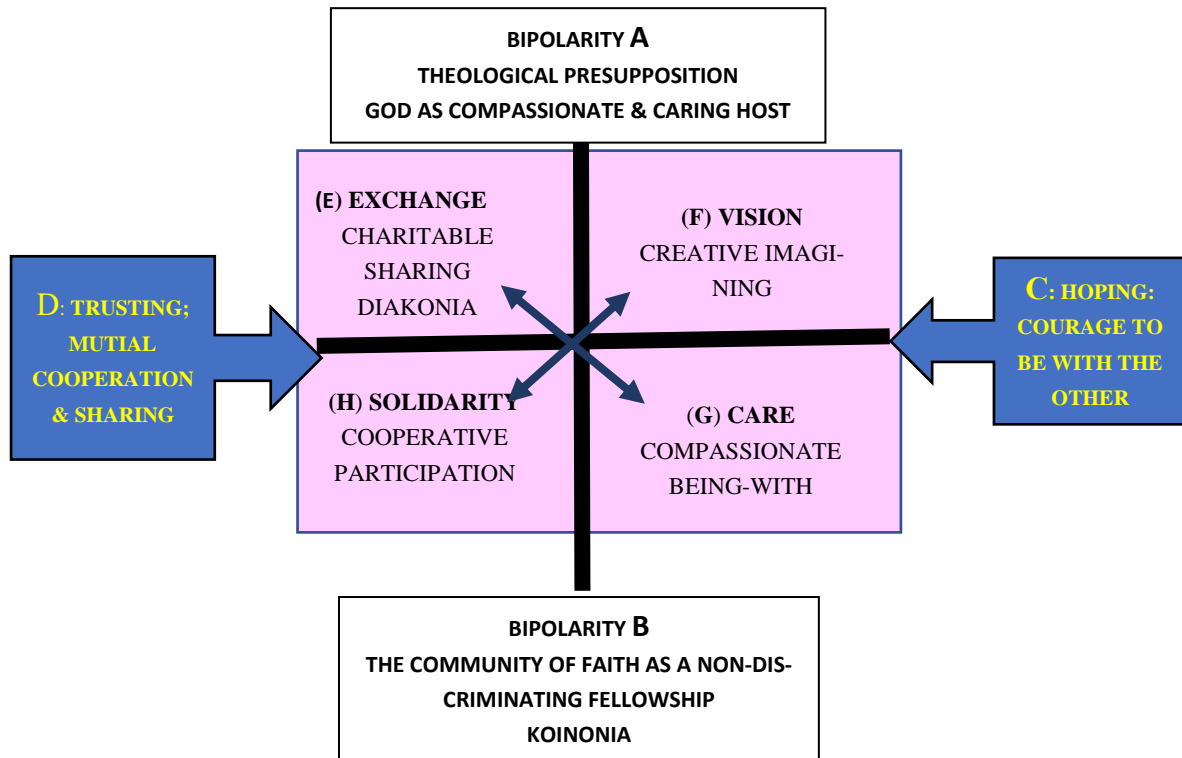 BIPOLARITY A
THEOLOGICAL PRESUPPOSITION
GOD AS COMPASSIONATE & CARING HOST
(E) EXCHANGE
CHARITABLE
SHARING
DIAKONIA
(F) VISION
CREATIVE IMAGI-
NING
D: TRUSTING;
MUTIAL
COOPERATION
& SHARING
C: HOPING:
COURAGE TO
BE WITH THE
OTHER
(H) SOLIDARITY
COOPERATIVE
PARTICIPATION
(G) CARE
COMPASSIONATE
BEING-WITH
BIPOLARITY B
THE COMMUNITY OF FAITH AS A NON-DIS-
CRIMINATING FELLOWSHIP
KOINONIA